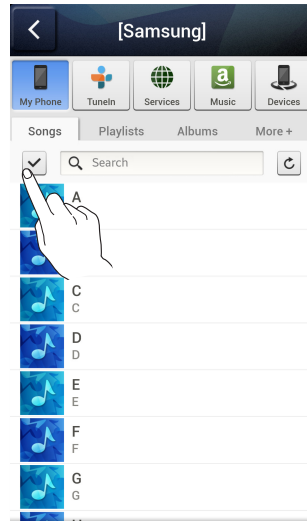 [Samsung]
My Phone TuneIn Services Music Devices
Songs Playlists Albums More +
Search
A
C
C
D
D
E
E
F
F
G
G